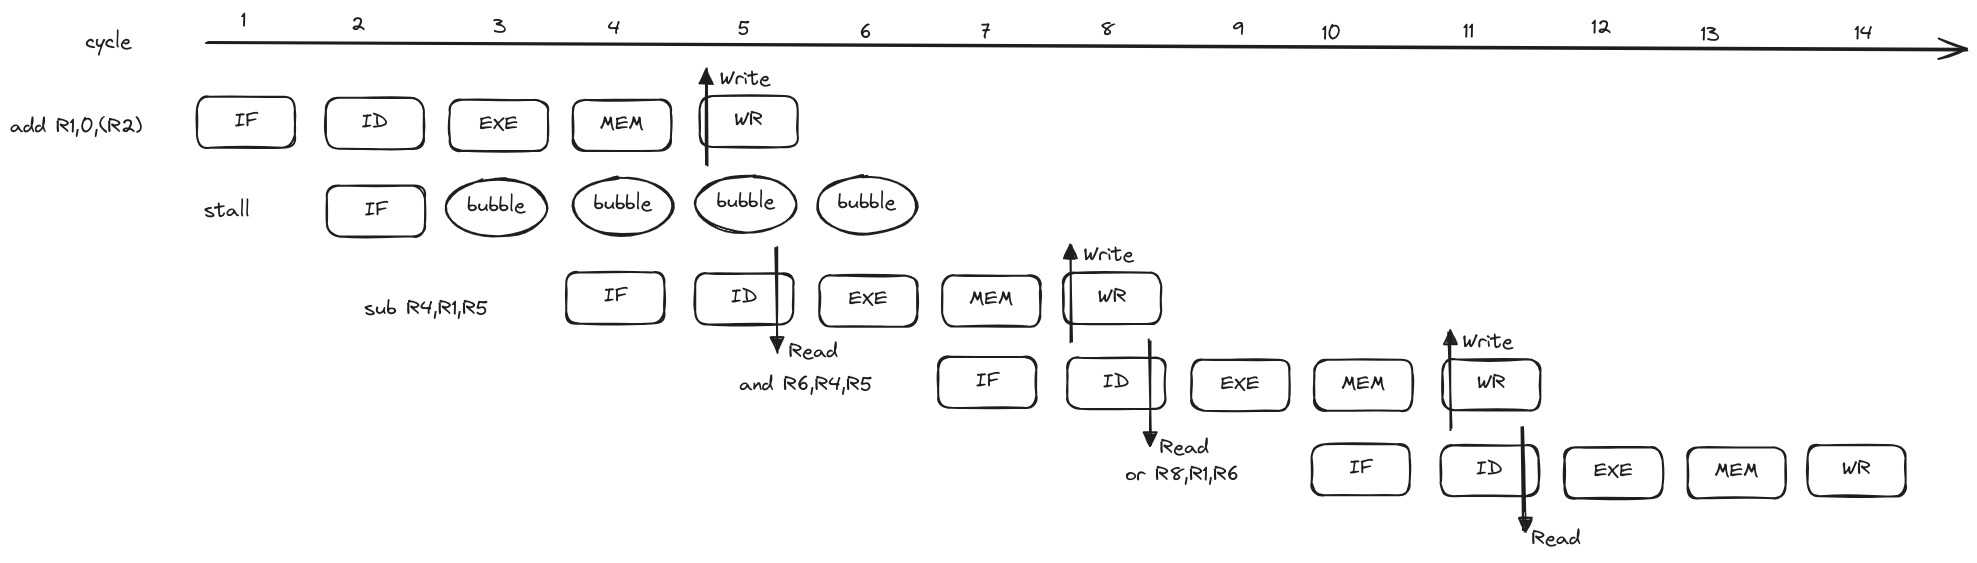 cycle 1 2 3 4 5 6 7 8 9 10 11 12 13 14
Write
add R1,0,(R2) IF ID EXE MEM WR
stall IF bubble bubble bubble bubble
Write
sub R4,R1,R5 IF ID EXE MEM WR
Read
Write
and R6,R4,R5 IF ID EXE MEM WR
Read
or R8,R1,R6 IF ID EXE MEM WR
Read